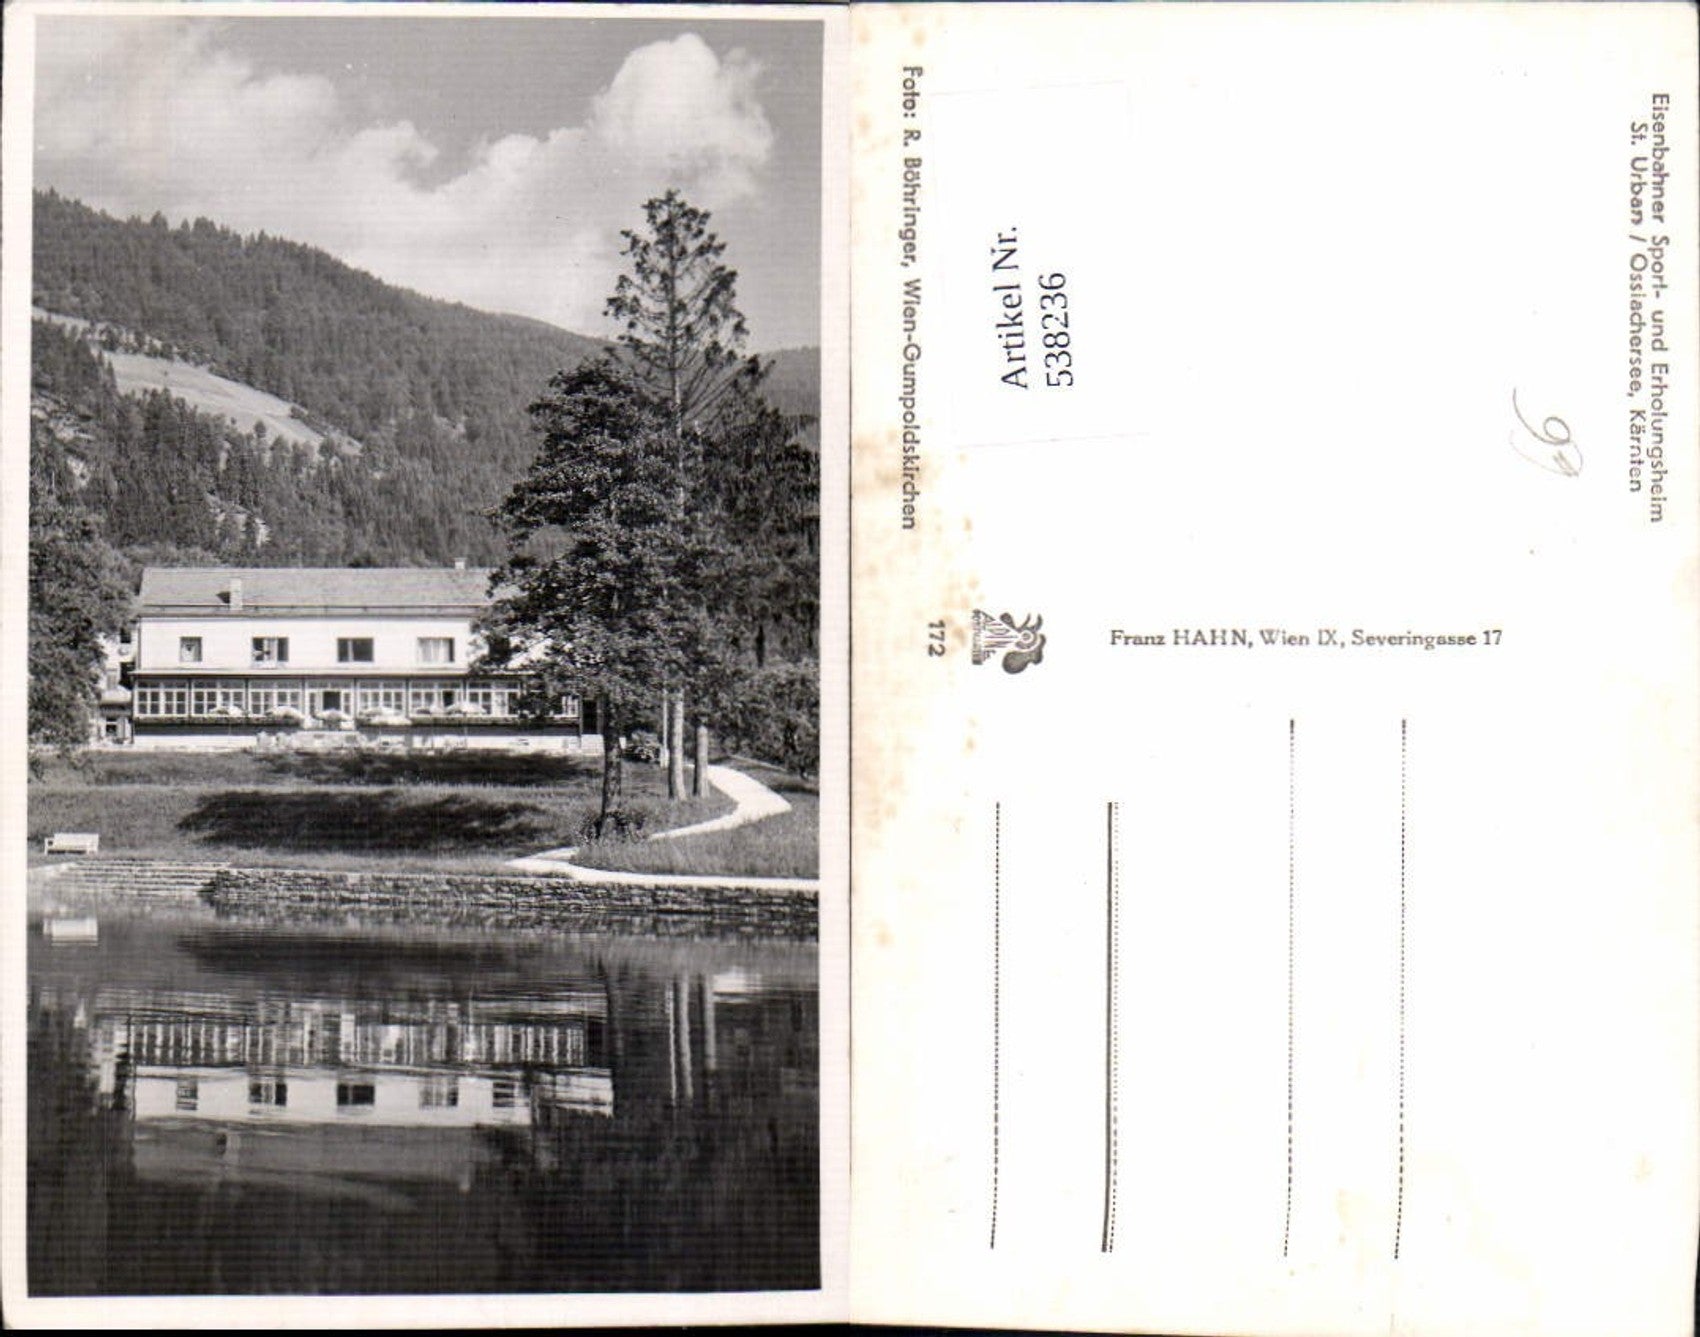 Eisenbahner Sport- und Erholungsheim
St. Urban / Ossiachersee, Kärnten
Artikel Nr.
538236
Franz HAHN, Wien IX, Severingasse 17
Foto: R. Böhringer, Wien-Gumpoldskirchen
172